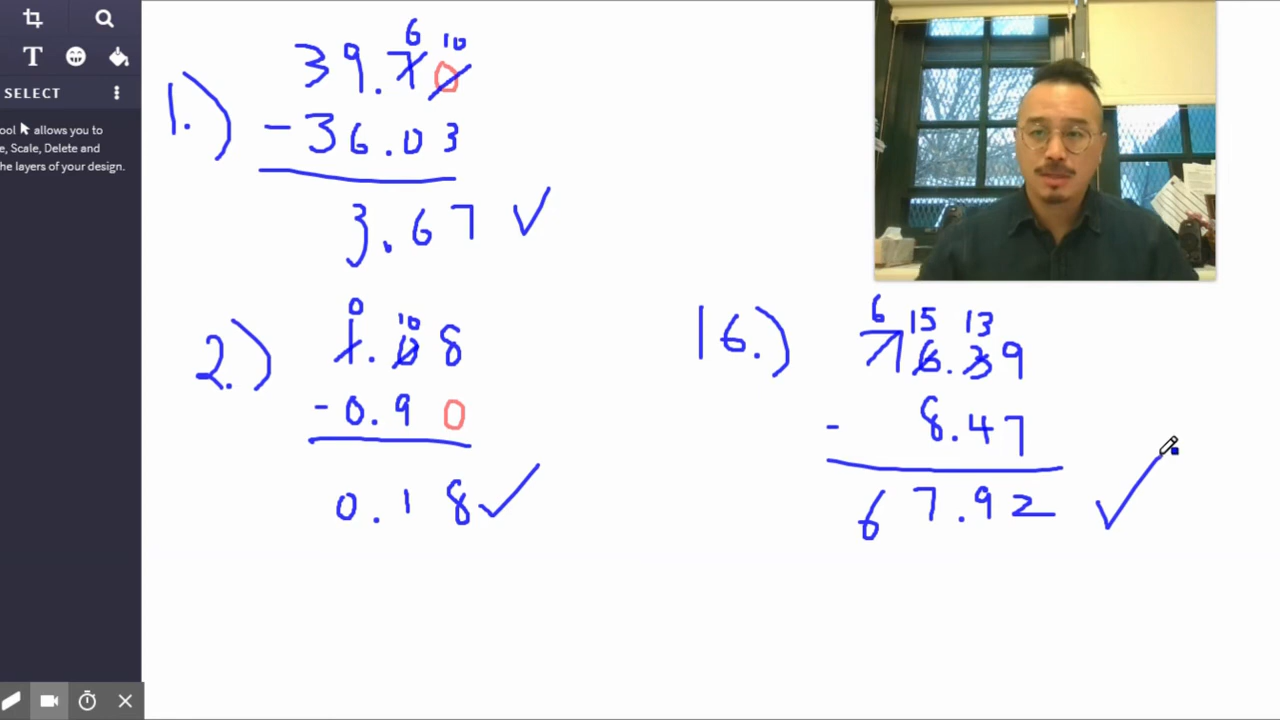 T
SELECT
ool allows you to
e, Scale, Delete and
he layers of your design.
1.)
6 10
39.70
-36.03
3.67 ✓
2.)
0 10
1.08
-0.90
0.18 ✓
16.)
6 15 13
76.39
- 8.47
67.92 ✓